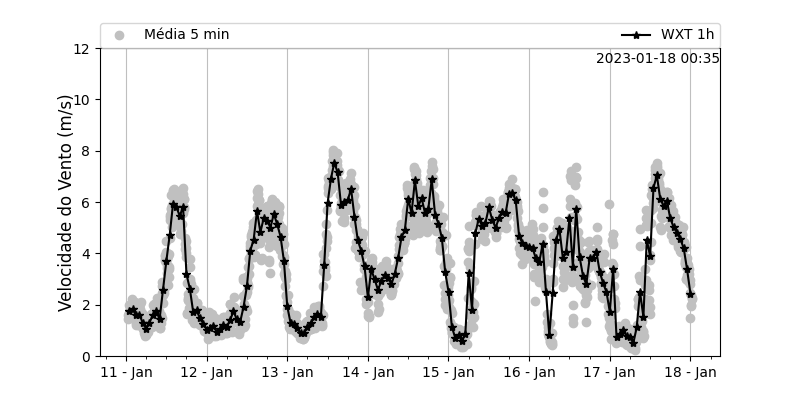 Média 5 min
WXT 1h
2023-01-18 00:35
Velocidade do Vento (m/s)
12
10
8
6
4
2
0
11 - Jan
12 - Jan
13 - Jan
14 - Jan
15 - Jan
16 - Jan
17 - Jan
18 - Jan